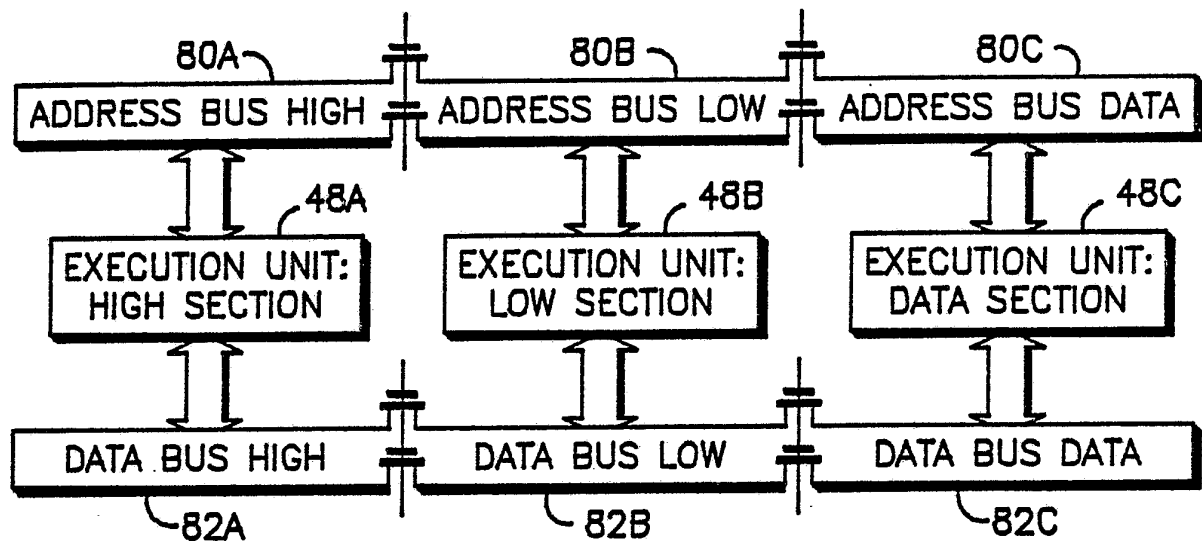 80A
80B
80C
ADDRESS BUS HIGH
ADDRESS BUS LOW
ADDRESS BUS DATA
48A
48B
48C
EXECUTION UNIT:
HIGH SECTION
EXECUTION UNIT:
LOW SECTION
EXECUTION UNIT:
DATA SECTION
DATA BUS HIGH
DATA BUS LOW
DATA BUS DATA
82A
82B
82C